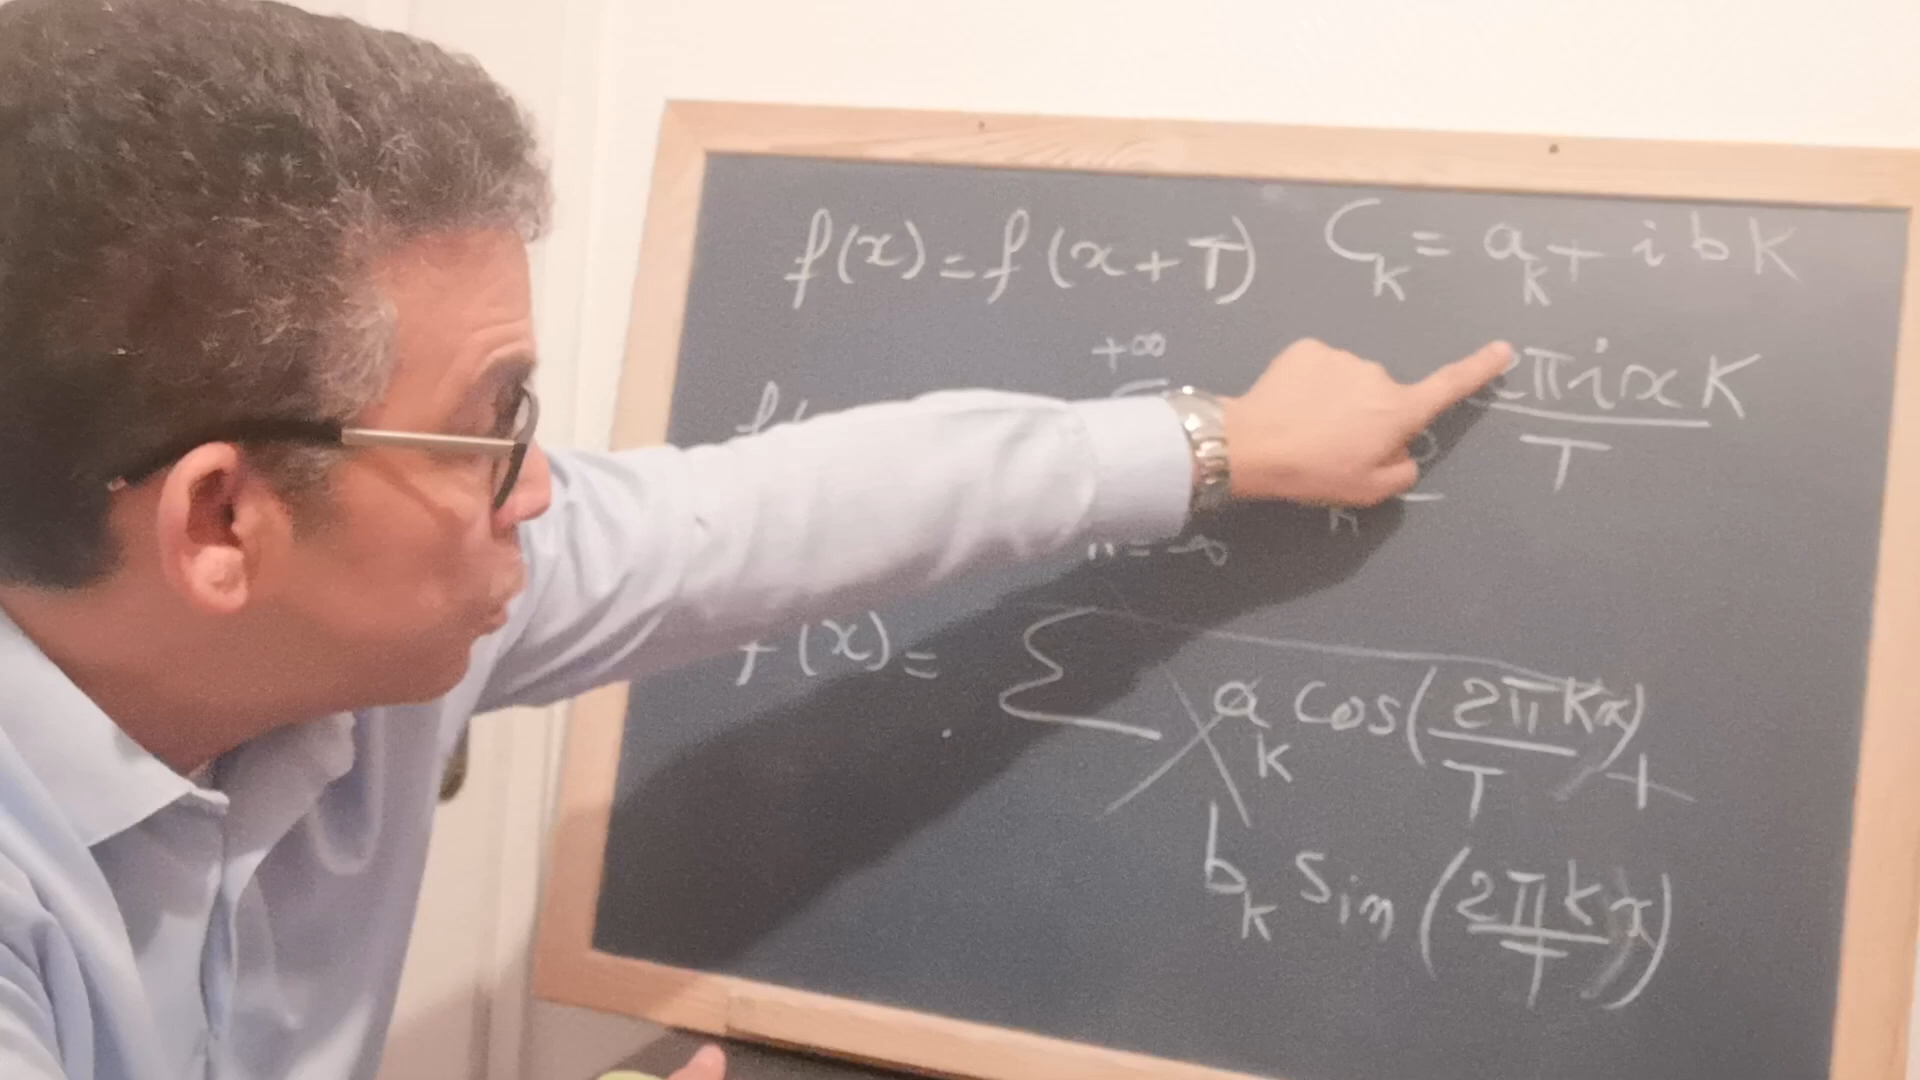 f(x)=f(x+T) C_k = a_k + i b k
+∞
2πixk
T
n=-∞
f(x)= Σ a_k cos(2πkx/T) +
b_k sin(2πkx/T)